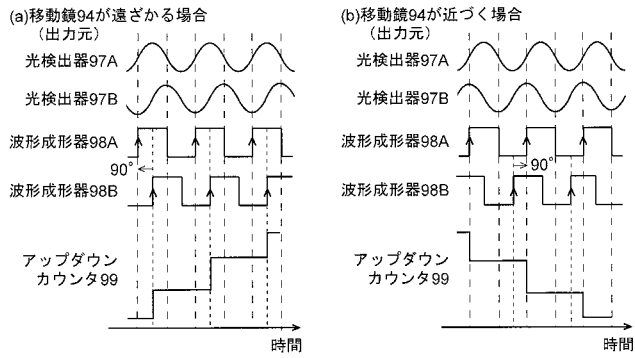 (a)移動鏡94が遠ざかる場合
(出力元)
光検出器97A
光検出器97B
波形成形器98A
90°
波形成形器98B
アップダウン
カウンタ99
時間
(b)移動鏡94が近づく場合
(出力元)
光検出器97A
光検出器97B
波形成形器98A
90°
波形成形器98B
アップダウン
カウンタ99
時間